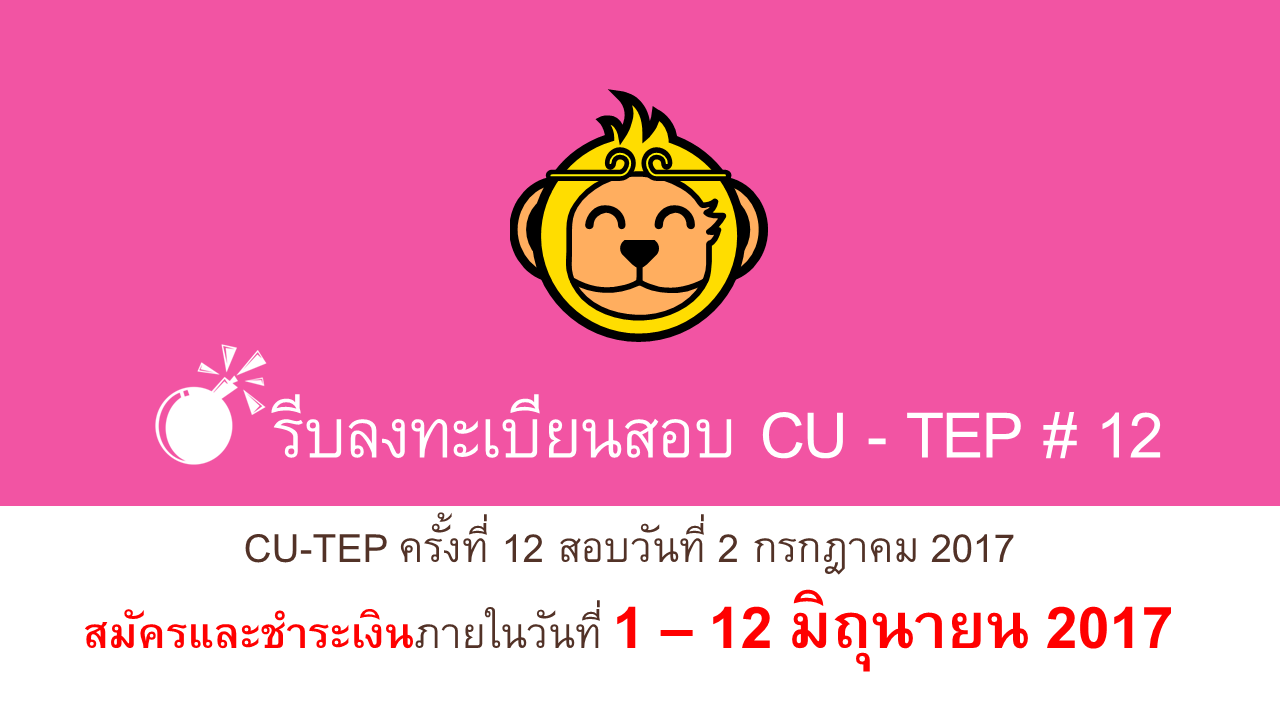 รีบลงทะเบียนสอบ CU - TEP # 12
CU-TEP ครั้งที่ 12 สอบวันที่ 2 กรกฎาคม 2017
สมัครและชำระเงินภายในวันที่ 1 – 12 มิถุนายน 2017